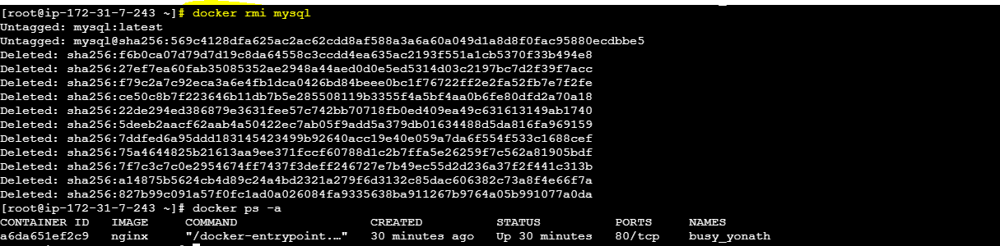 [root@ip-172-31-7-243 ~]# docker rmi mysql
Untagged: mysql:latest
Untagged: mysql@sha256:569c4128dfa625ac2ac62cdd8af588a3a6a60a049d1a8d8f0fac95880ecdbbe5
Deleted: sha256:f6b0ca07d79d7d19c8da64558c3ccdd4ea635ac2193f551a1cb5370f33b494e8
Deleted: sha256:27ef7ea60fab35085352ae2948a44aed0d0e5ed5314d03c2197bc7d2f39f7acc
Deleted: sha256:f79c2a7c92eca3a6e4fb1dca0426bd84beee0bc1f76722ff2e2fa52fb7e7f2fe
Deleted: sha256:ce50c8b7f223646b11db7b5e285508119b3355f4a5bf4aa0b6fe80dfd2a70a18
Deleted: sha256:22de294ed386879e3631fee57c742bb70718fb0ed409ea49c631613149ab1740
Deleted: sha256:5deeb2aacf62aab4a50422ec7ab05f9add5a379db01634488d5da816fa969159
Deleted: sha256:7ddfed6a95ddd183145423499b92640acc19e40e059a7da6f554f533c1688cef
Deleted: sha256:75a4644825b21613aa9ee371fccf60788d1c2b7ffa5e26259f7c562a81905bdf
Deleted: sha256:7f7c3c7c0e2954674ff7437f3deff246727e7b49ec55d2d236a37f2f441c313b
Deleted: sha256:a14875b5624cb4d89c24a4bd2321a279f6d3132c85dac606382c73a8f4e66f7a
Deleted: sha256:827b99c091a57f0fc1ad0a026084fa9335638ba911267b9764a05b991077a0da
[root@ip-172-31-7-243 ~]# docker ps -a
CONTAINER ID IMAGE COMMAND CREATED STATUS PORTS NAMES
a6da651ef2c9 nginx "/docker-entrypoint.…" 30 minutes ago Up 30 minutes 80/tcp busy_yonath